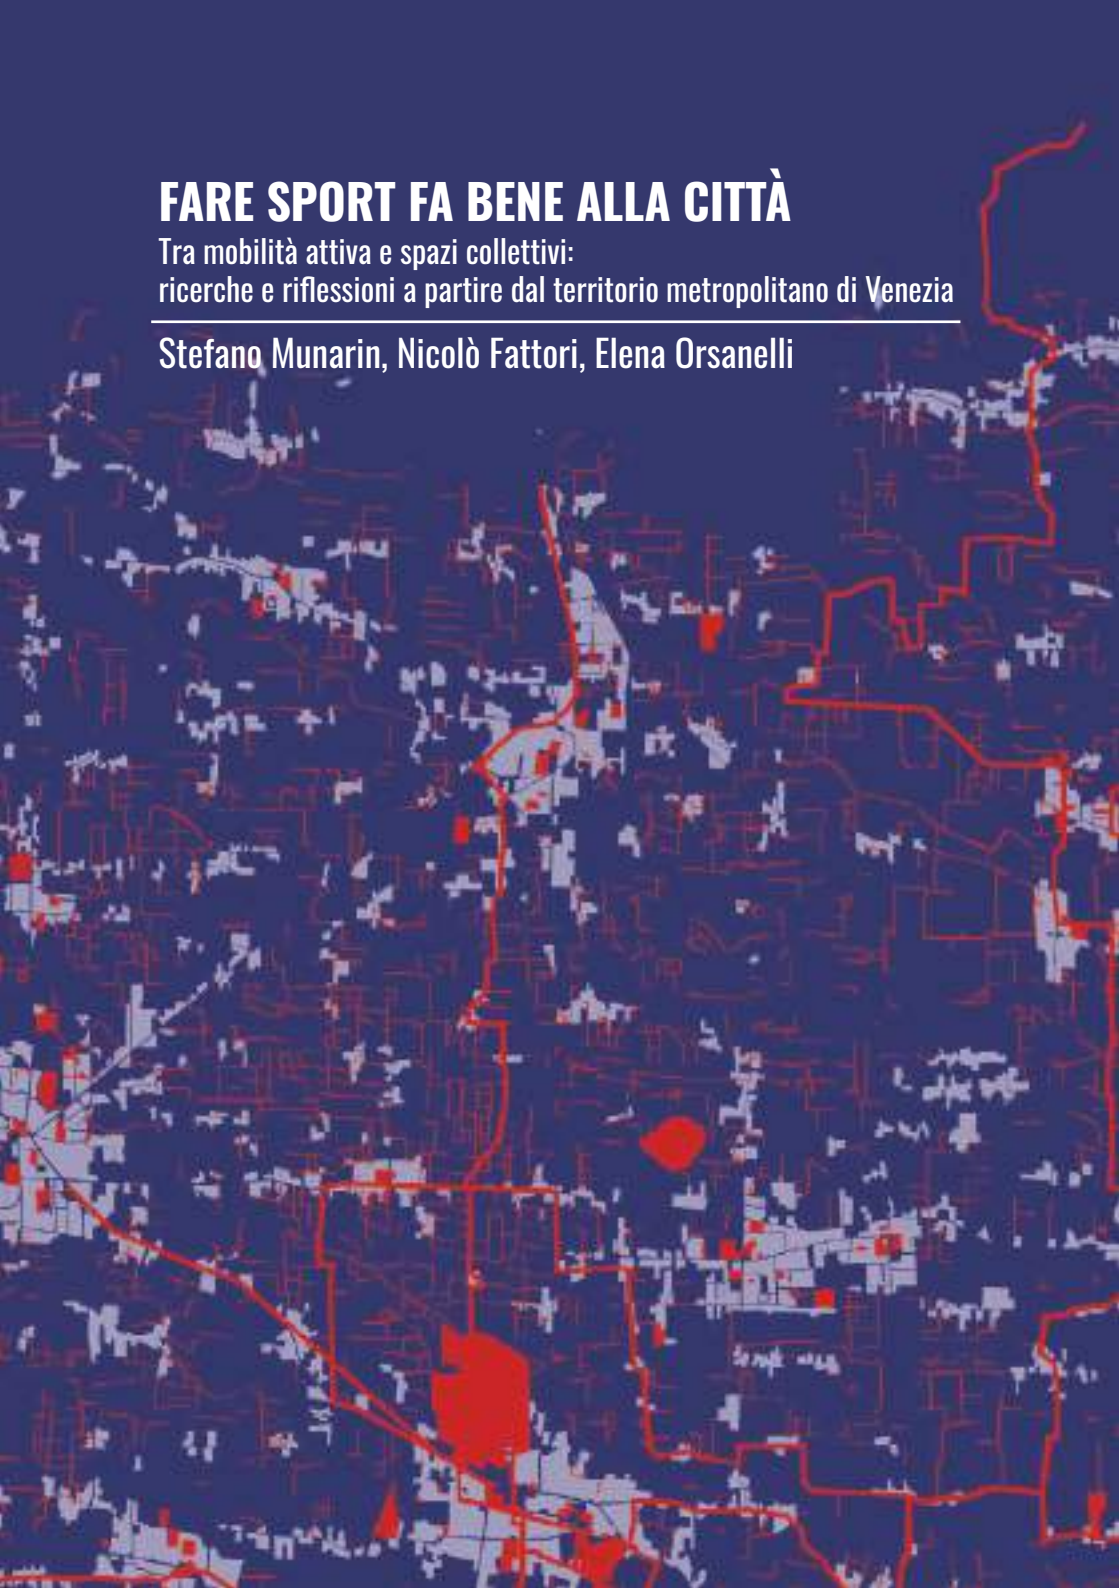 FARE SPORT FA BENE ALLA CITTÀ
Tra mobilità attiva e spazi collettivi:
ricerche e riflessioni a partire dal territorio metropolitano di Venezia
Stefano Munarin, Nicolò Fattori, Elena Orsanelli